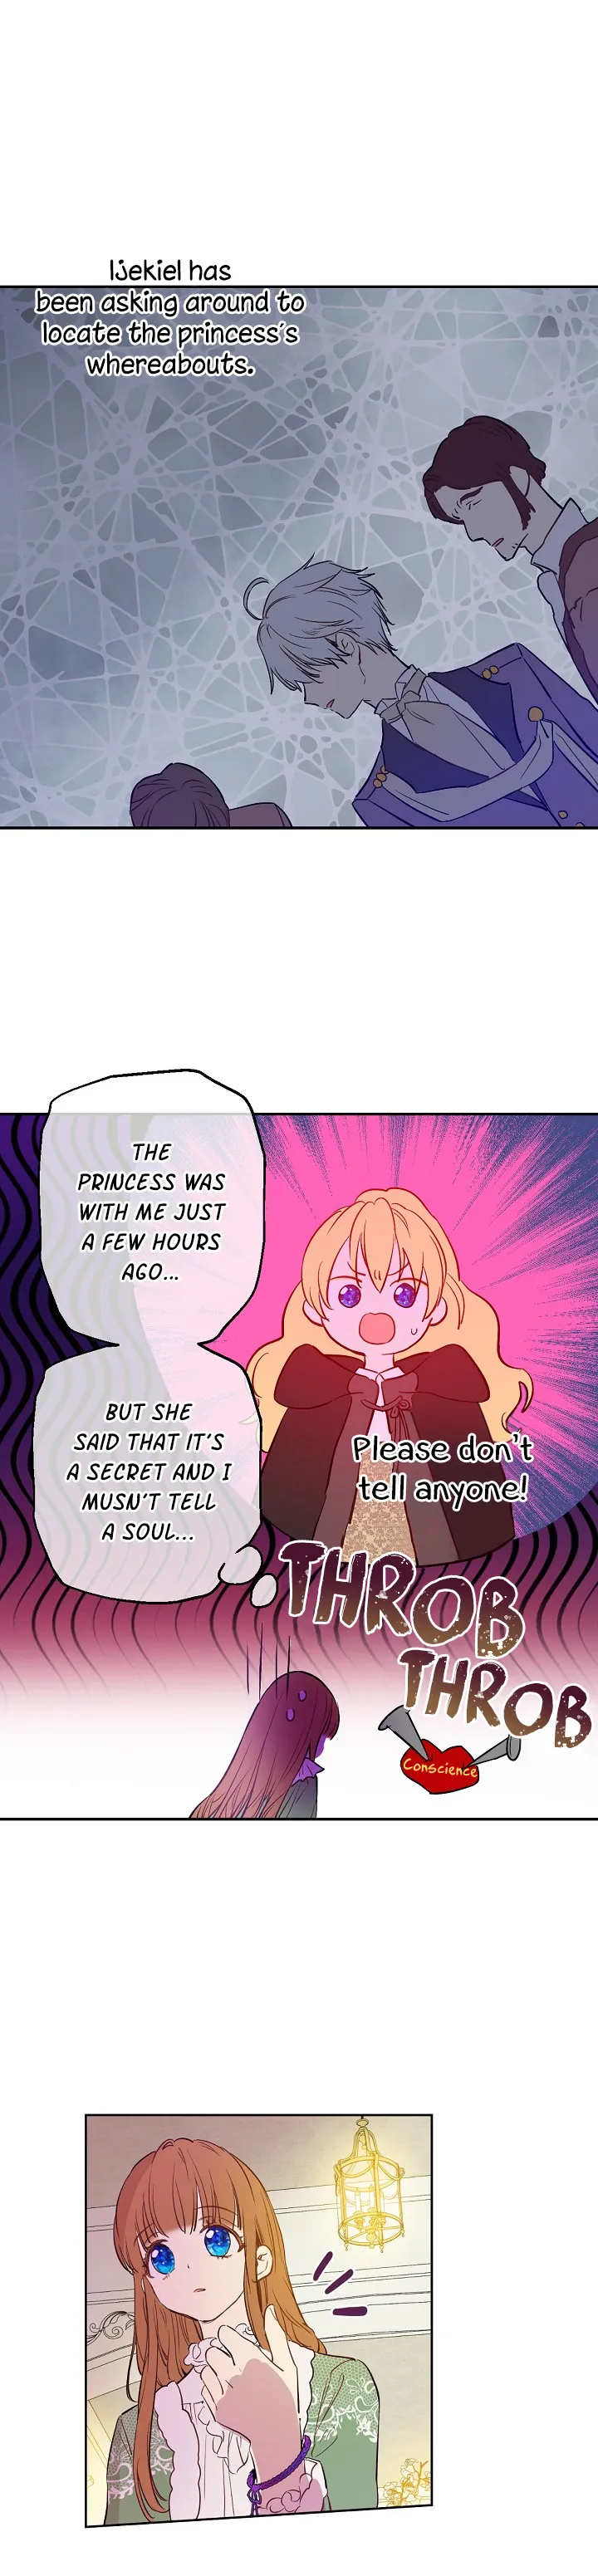 Ijekiel has
been asking around to
locate the princess's
whereabouts.
THE
PRINCESS WAS
WITH ME JUST
A FEW HOURS
AGO...
BUT SHE
SAID THAT IT'S
A SECRET AND I
MUSN'T TELL
A SOUL...
Please don't
tell anyone!
THROB
THROB
Conscience